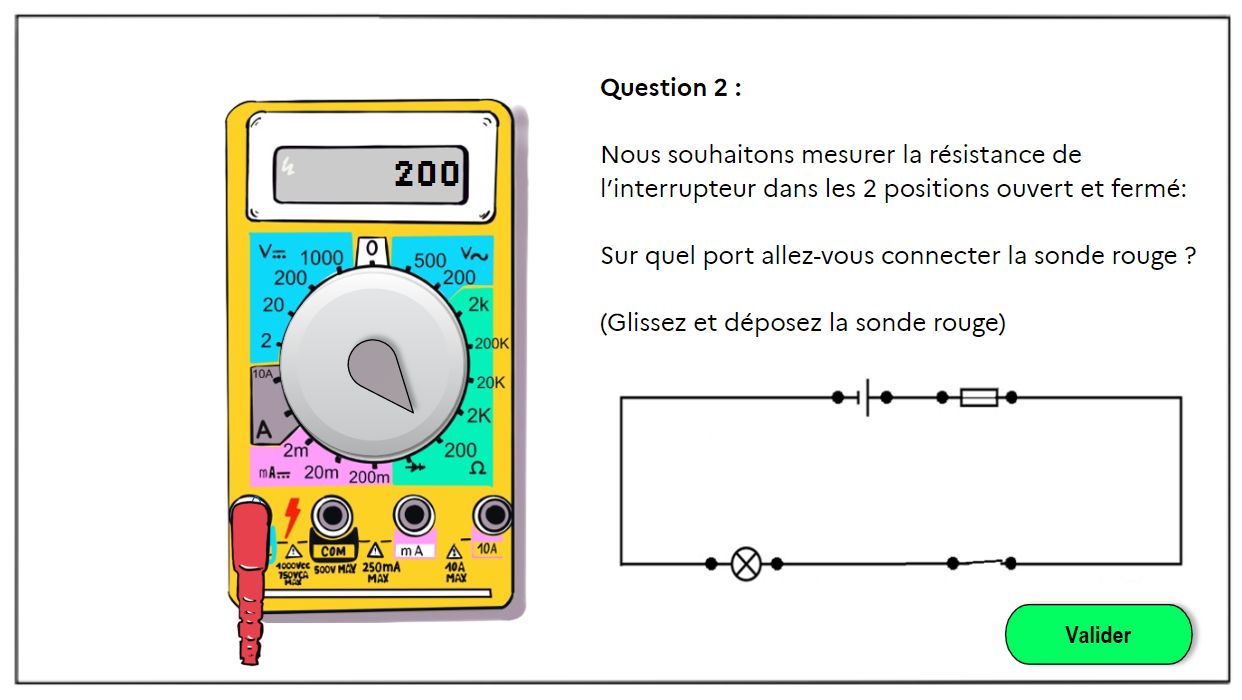 Question 2 :
Nous souhaitons mesurer la résistance de
l’interrupteur dans les 2 positions ouvert et fermé:
Sur quel port allez-vous connecter la sonde rouge ?
(Glissez et déposez la sonde rouge)
200
V⎓ 1000 0 500 V~
200 200
20 2k
2 200K
10A 20K
A 2K
2m 200
mA⎓ 20m 200m Ω
COM mA 10A
1000Vcc 500V MAX 250mA 10A
750VCA MAX MAX
MAX
Valider